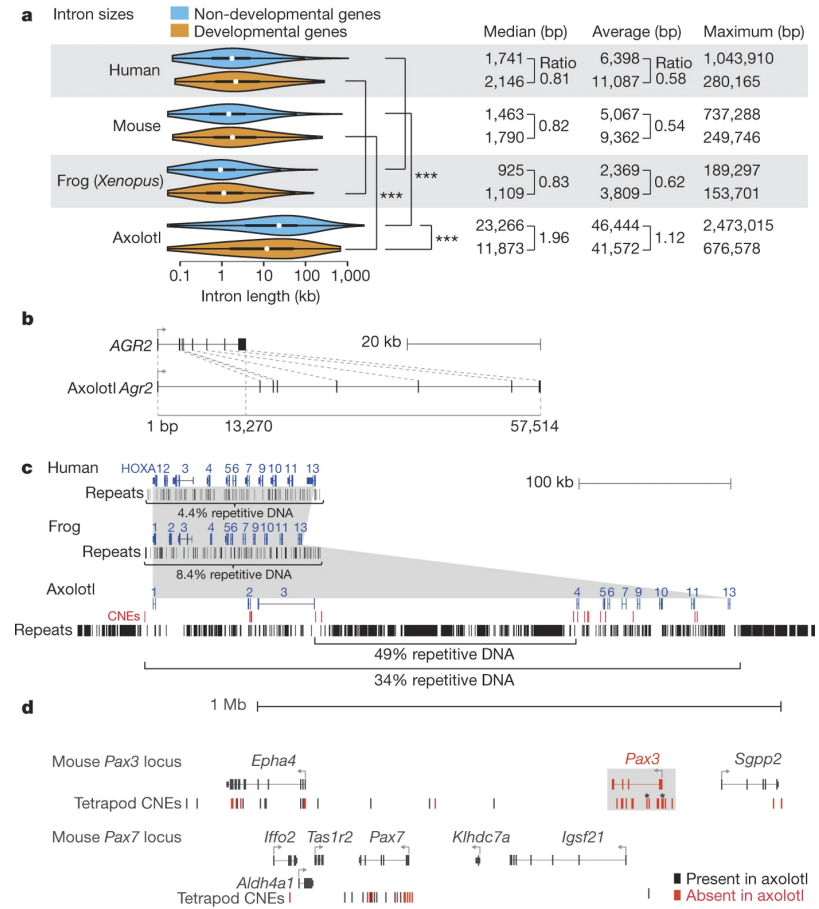 a Intron sizes Non-developmental genes
Developmental genes Median (bp) Average (bp) Maximum (bp)
Human 1,741 Ratio 6,398 Ratio 1,043,910
2,146 0.81 11,087 0.58 280,165
Mouse 1,463 0.82 5,067 0.54 737,288
1,790 9,362 249,746
Frog (Xenopus) 925 0.83 2,369 0.62 189,297
*** *** 1,109 3,809 153,701
Axolotl 23,266 1.96 46,444 1.12 2,473,015
*** 11,873 41,572 676,578
0.1 10 100 1,000
Intron length (kb)
b
AGR2 20 kb
Axolotl Agr2
1 bp 13,270 57,514
c Human HOXA12 3 4 56 7 9 10 11 13 100 kb
Repeats
4.4% repetitive DNA
Frog 1 2 3 4 56 7 9 10 11 13
Repeats
8.4% repetitive DNA
Axolotl 1 2 3 4 56 7 9 10 11 13
CNEs
Repeats
49% repetitive DNA
34% repetitive DNA
d 1 Mb
Mouse Pax3 locus Epha4 Pax3 Sgpp2
Tetrapod CNEs * *
Mouse Pax7 locus Iffo2 Tas1r2 Pax7 Klhdc7a Igsf21
Aldh4a1
Tetrapod CNEs
Present in axolotl
Absent in axolotl